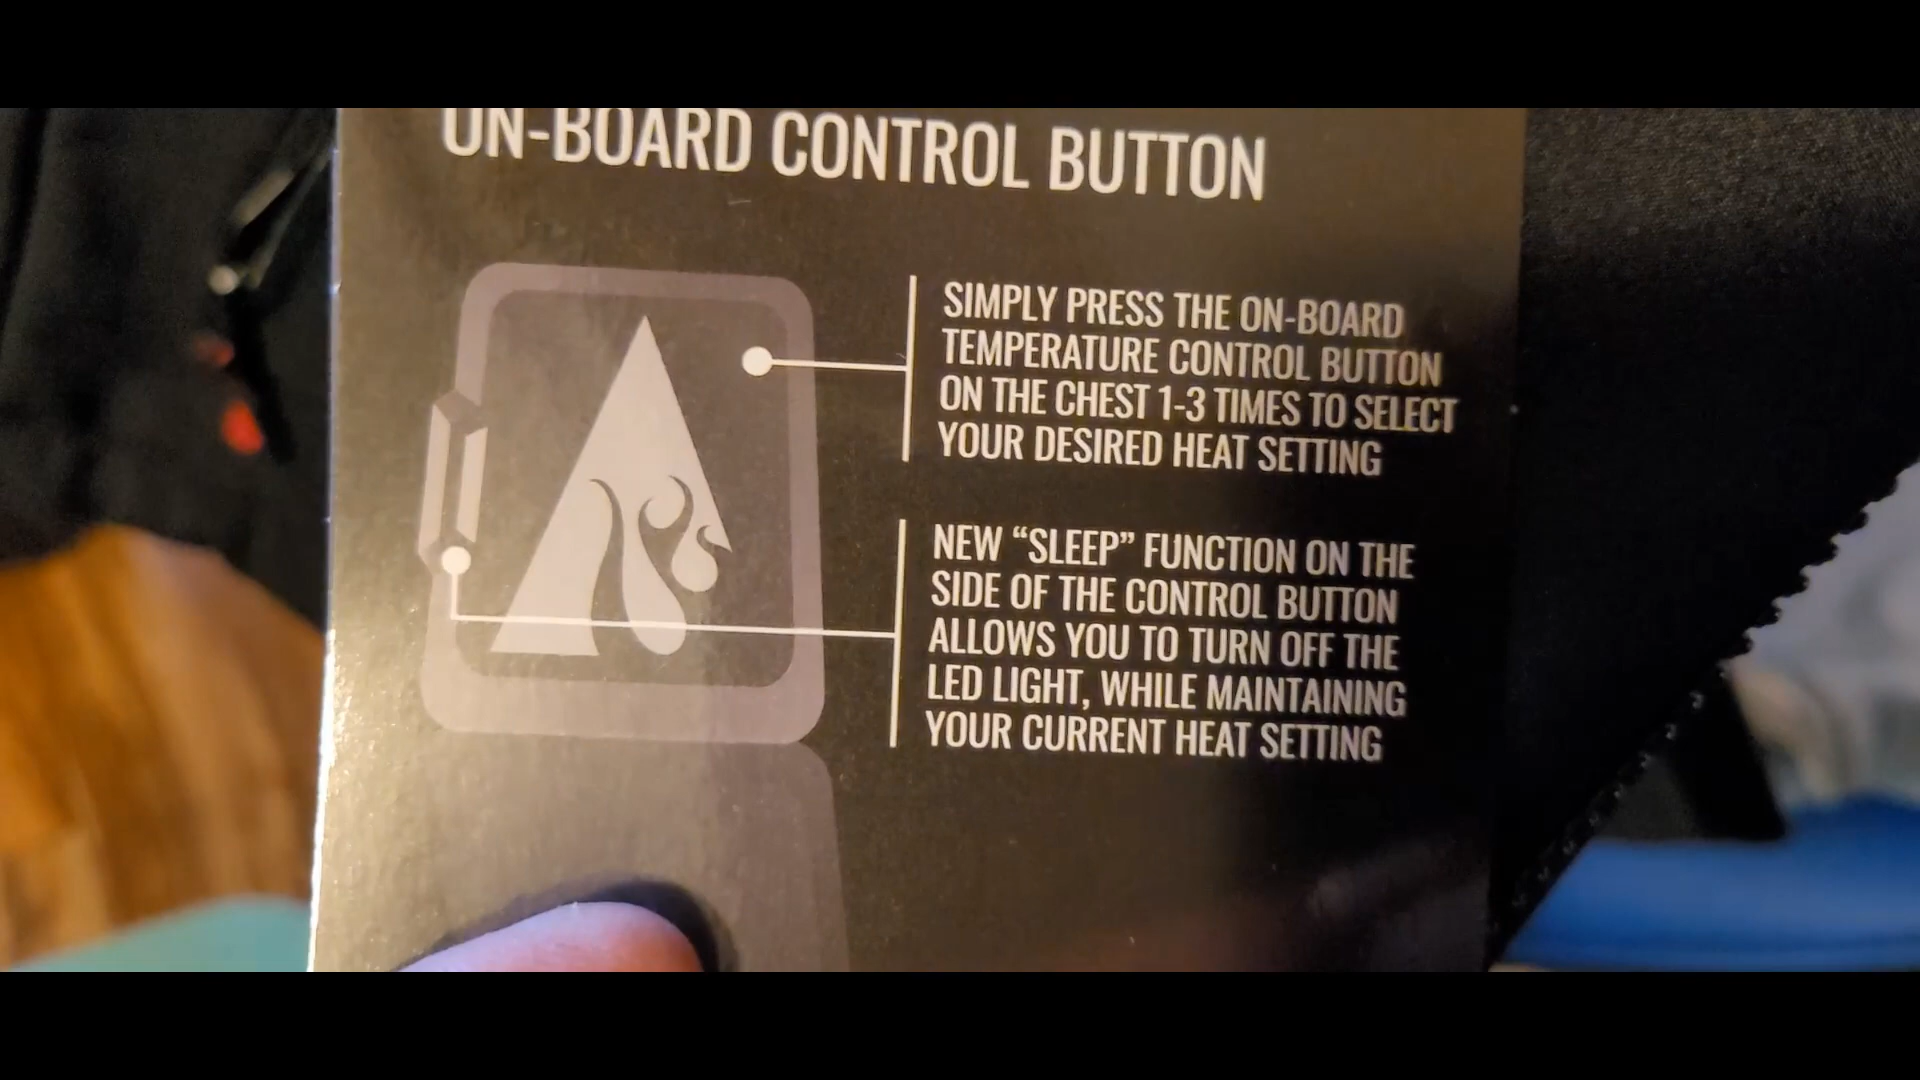 ON-BOARD CONTROL BUTTON
SIMPLY PRESS THE ON-BOARD
TEMPERATURE CONTROL BUTTON
ON THE CHEST 1-3 TIMES TO SELECT
YOUR DESIRED HEAT SETTING
NEW “SLEEP” FUNCTION ON THE
SIDE OF THE CONTROL BUTTON
ALLOWS YOU TO TURN OFF THE
LED LIGHT, WHILE MAINTAINING
YOUR CURRENT HEAT SETTING